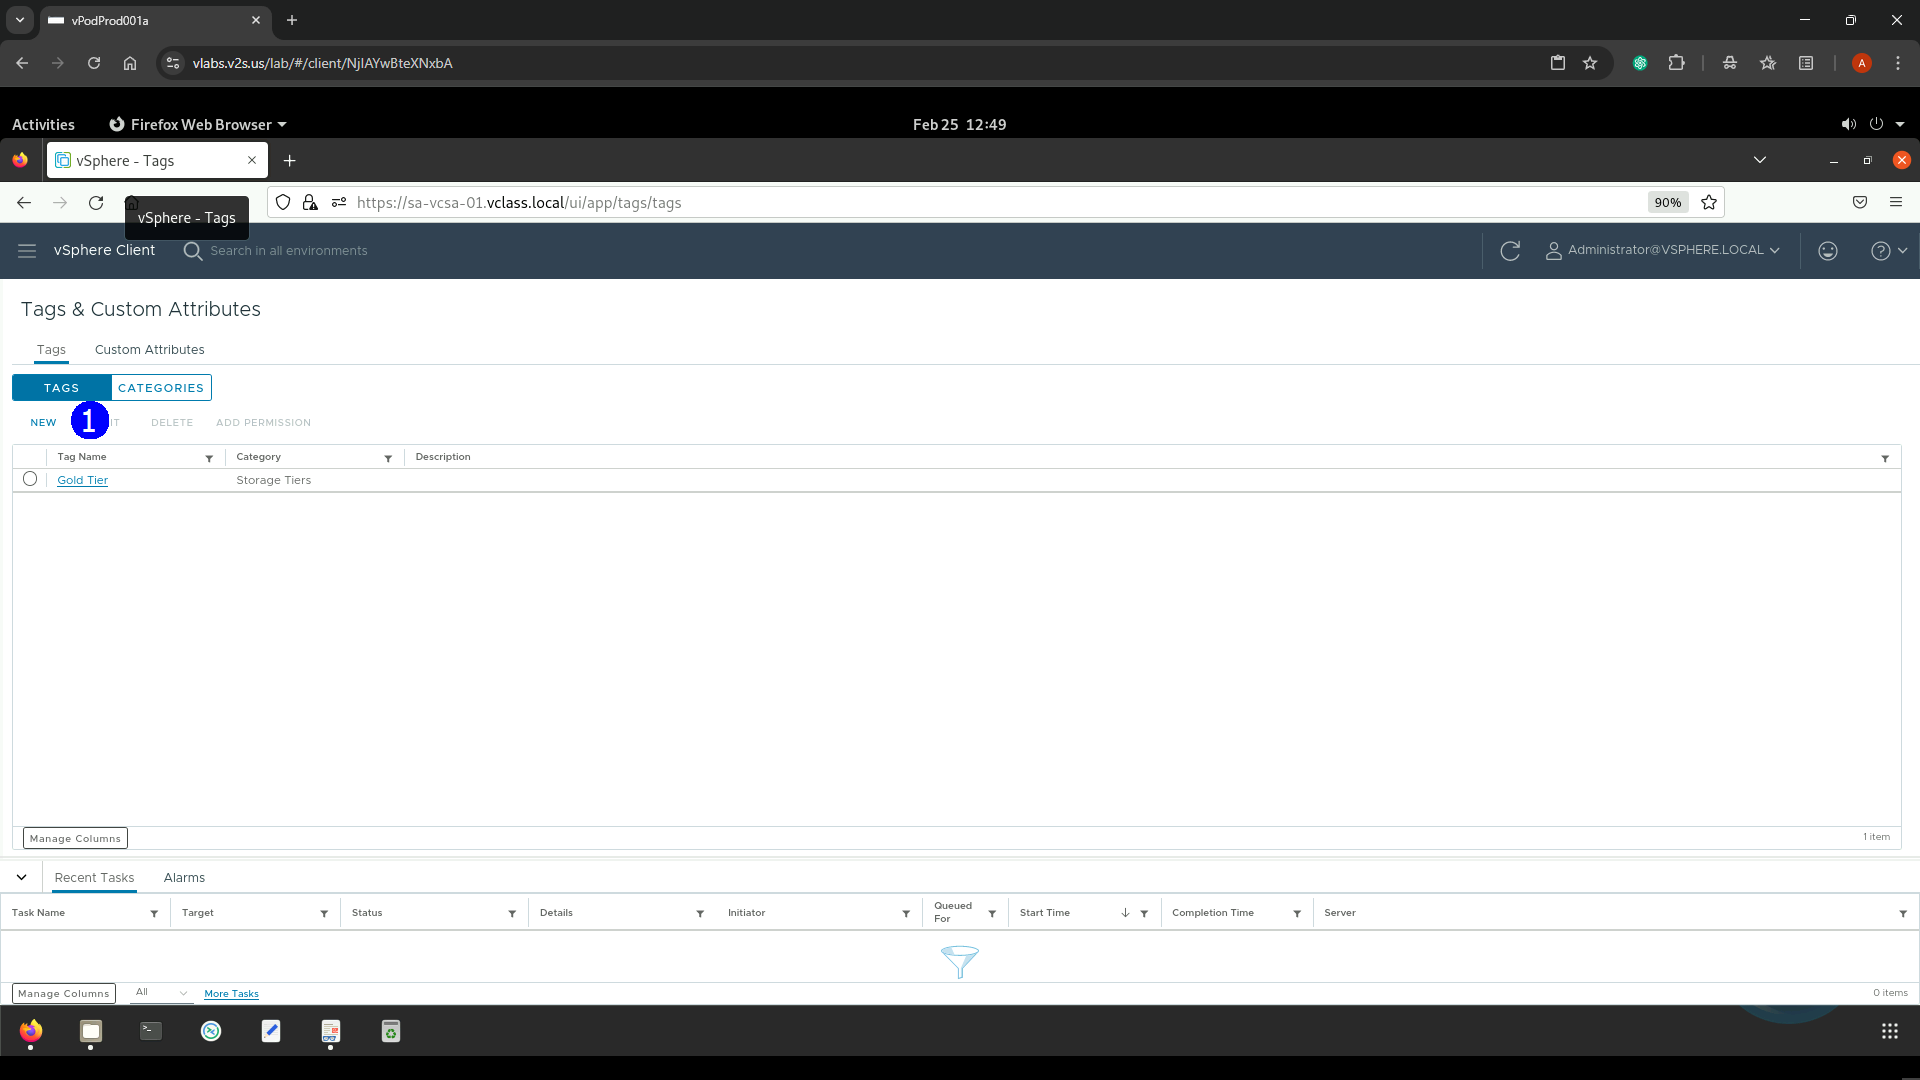 vPodProd001a
vlabs.v2s.us/lab/#/client/NjIAYwBteXNxbA
A
Activities
Firefox Web Browser
Feb 25 12:49
vSphere - Tags
https://sa-vcsa-01.vclass.local/ui/app/tags/tags
90%
vSphere - Tags
vSphere Client
Search in all environments
Administrator@VSPHERE.LOCAL
Tags & Custom Attributes
Tags
Custom Attributes
TAGS
CATEGORIES
NEW
1
DELETE
ADD PERMISSION
Tag Name
Category
Description
Gold Tier
Storage Tiers
Manage Columns
1 item
Recent Tasks
Alarms
Task Name
Target
Status
Details
Initiator
Queued
For
Start Time
Completion Time
Server
Manage Columns
All
More Tasks
0 items